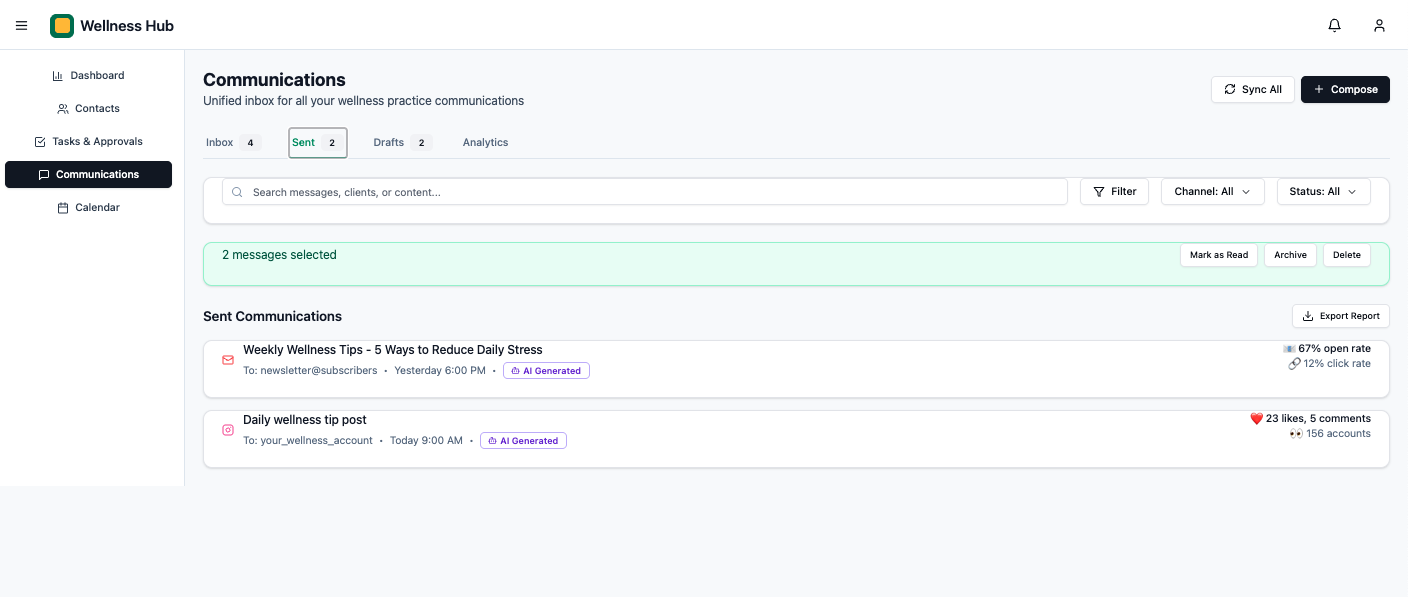 Wellness Hub
Dashboard
Contacts
Tasks & Approvals
Communications
Calendar
Communications
Unified inbox for all your wellness practice communications
Sync All
Compose
Inbox 4
Sent 2
Drafts 2
Analytics
Search messages, clients, or content...
Filter
Channel: All
Status: All
2 messages selected
Mark as Read
Archive
Delete
Sent Communications
Export Report
Weekly Wellness Tips - 5 Ways to Reduce Daily Stress
To: newsletter@subscribers • Yesterday 6:00 PM • AI Generated
📧 67% open rate
🔗 12% click rate
Daily wellness tip post
To: your_wellness_account • Today 9:00 AM • AI Generated
❤️ 23 likes, 5 comments
👀 156 accounts